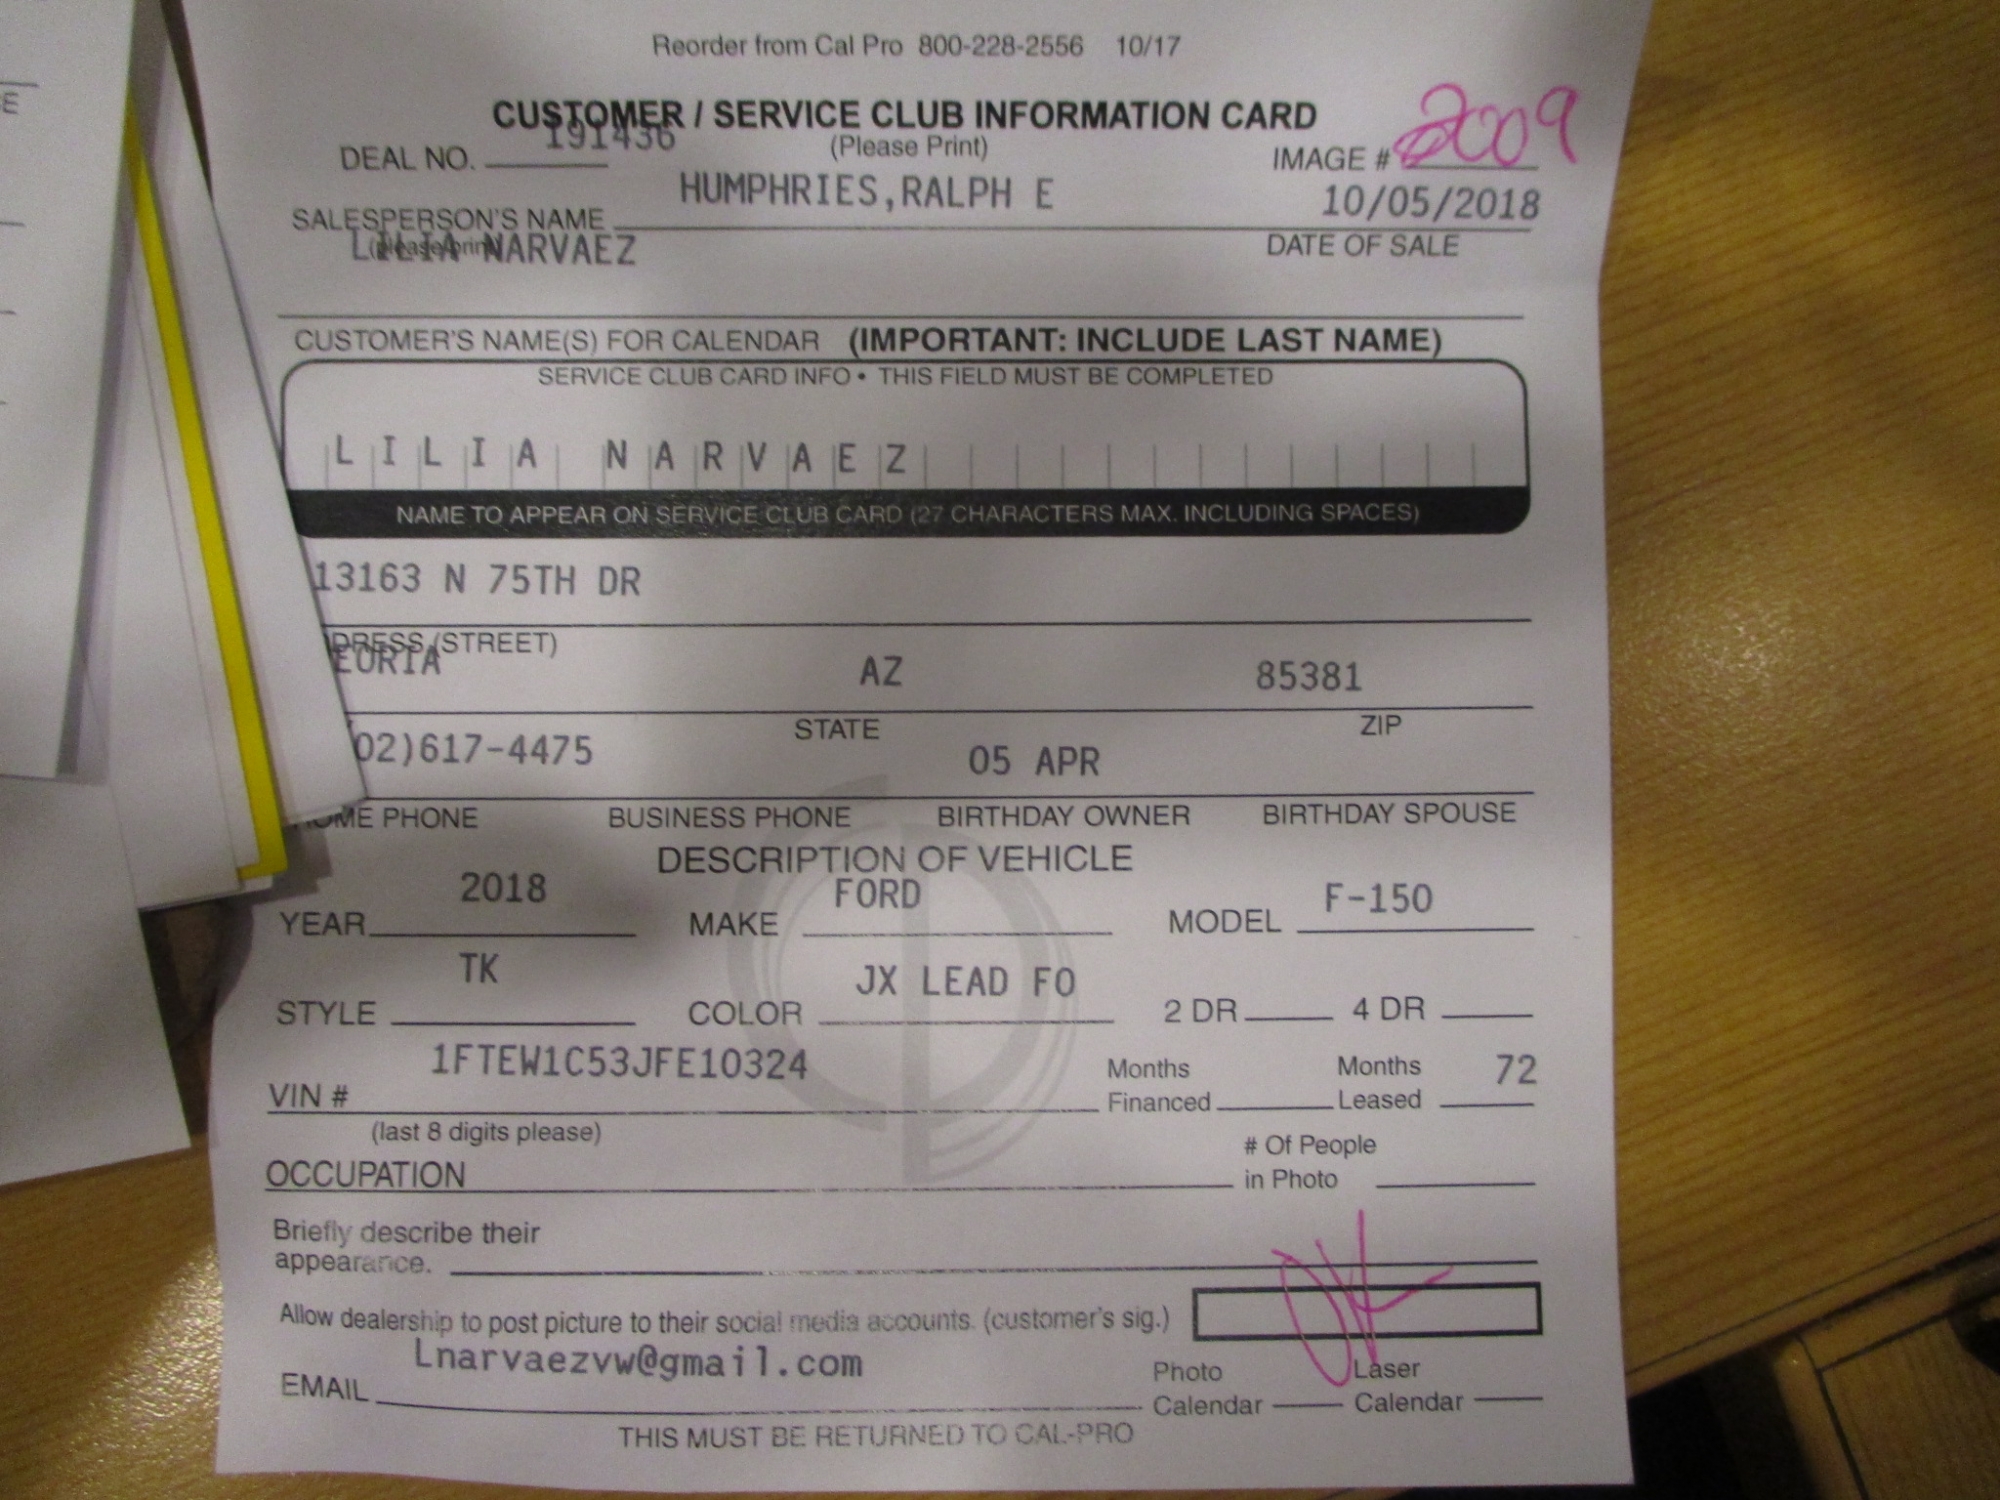 Reorder from Cal Pro 800-228-2556 10/17
CUSTOMER / SERVICE CLUB INFORMATION CARD
(Please Print)
DEAL NO. 191436
IMAGE # 2009
SALESPERSON'S NAME HUMPHRIES,RALPH E
10/05/2018
(please print)
DATE OF SALE
LILIA NARVAEZ
CUSTOMER'S NAME(S) FOR CALENDAR (IMPORTANT: INCLUDE LAST NAME)
SERVICE CLUB CARD INFO • THIS FIELD MUST BE COMPLETED
LILIA NARVAEZ
NAME TO APPEAR ON SERVICE CLUB CARD (27 CHARACTERS MAX. INCLUDING SPACES)
13163 N 75TH DR
DRESS (STREET)
EORIA AZ 85381
STATE ZIP
02)617-4475 05 APR
OME PHONE BUSINESS PHONE BIRTHDAY OWNER BIRTHDAY SPOUSE
DESCRIPTION OF VEHICLE
YEAR 2018 MAKE FORD MODEL F-150
STYLE TK COLOR JX LEAD FO 2 DR 4 DR
VIN # 1FTEW1C53JFE10324 Months Financed Months Leased 72
(last 8 digits please)
OCCUPATION # Of People in Photo
Briefly describe their
appearance.
Allow dealership to post picture to their social media accounts. (customer's sig.)
EMAIL Lnarvaezvw@gmail.com Photo Calendar Laser Calendar
THIS MUST BE RETURNED TO CAL-PRO